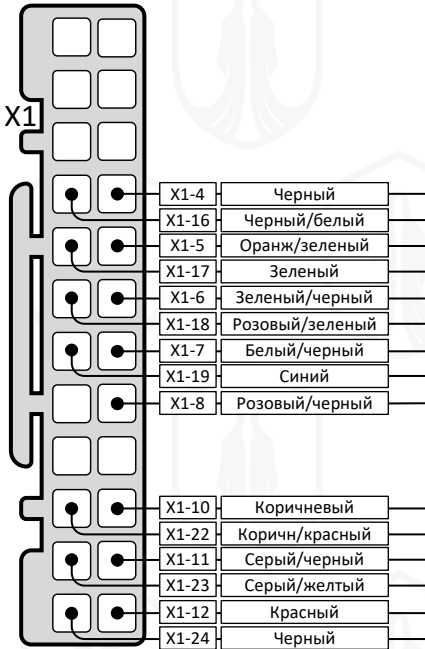 X1
X1-4 Черный
X1-16 Черный/белый
X1-5 Оранж/зеленый
X1-17 Зеленый
X1-6 Зеленый/черный
X1-18 Розовый/зеленый
X1-7 Белый/черный
X1-19 Синий
X1-8 Розовый/черный
X1-10 Коричневый
X1-22 Коричн/красный
X1-11 Серый/черный
X1-23 Серый/желтый
X1-12 Красный
X1-24 Черный